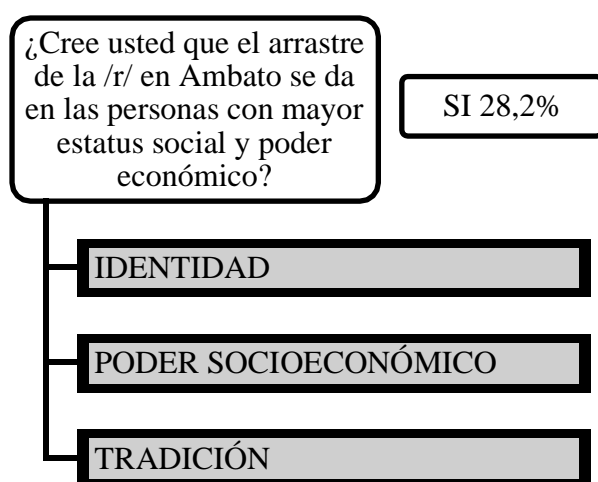 ¿Cree usted que el arrastre
de la /r/ en Ambato se da
en las personas con mayor
estatus social y poder
económico?
SI 28,2%
IDENTIDAD
PODER SOCIOECONÓMICO
TRADICIÓN